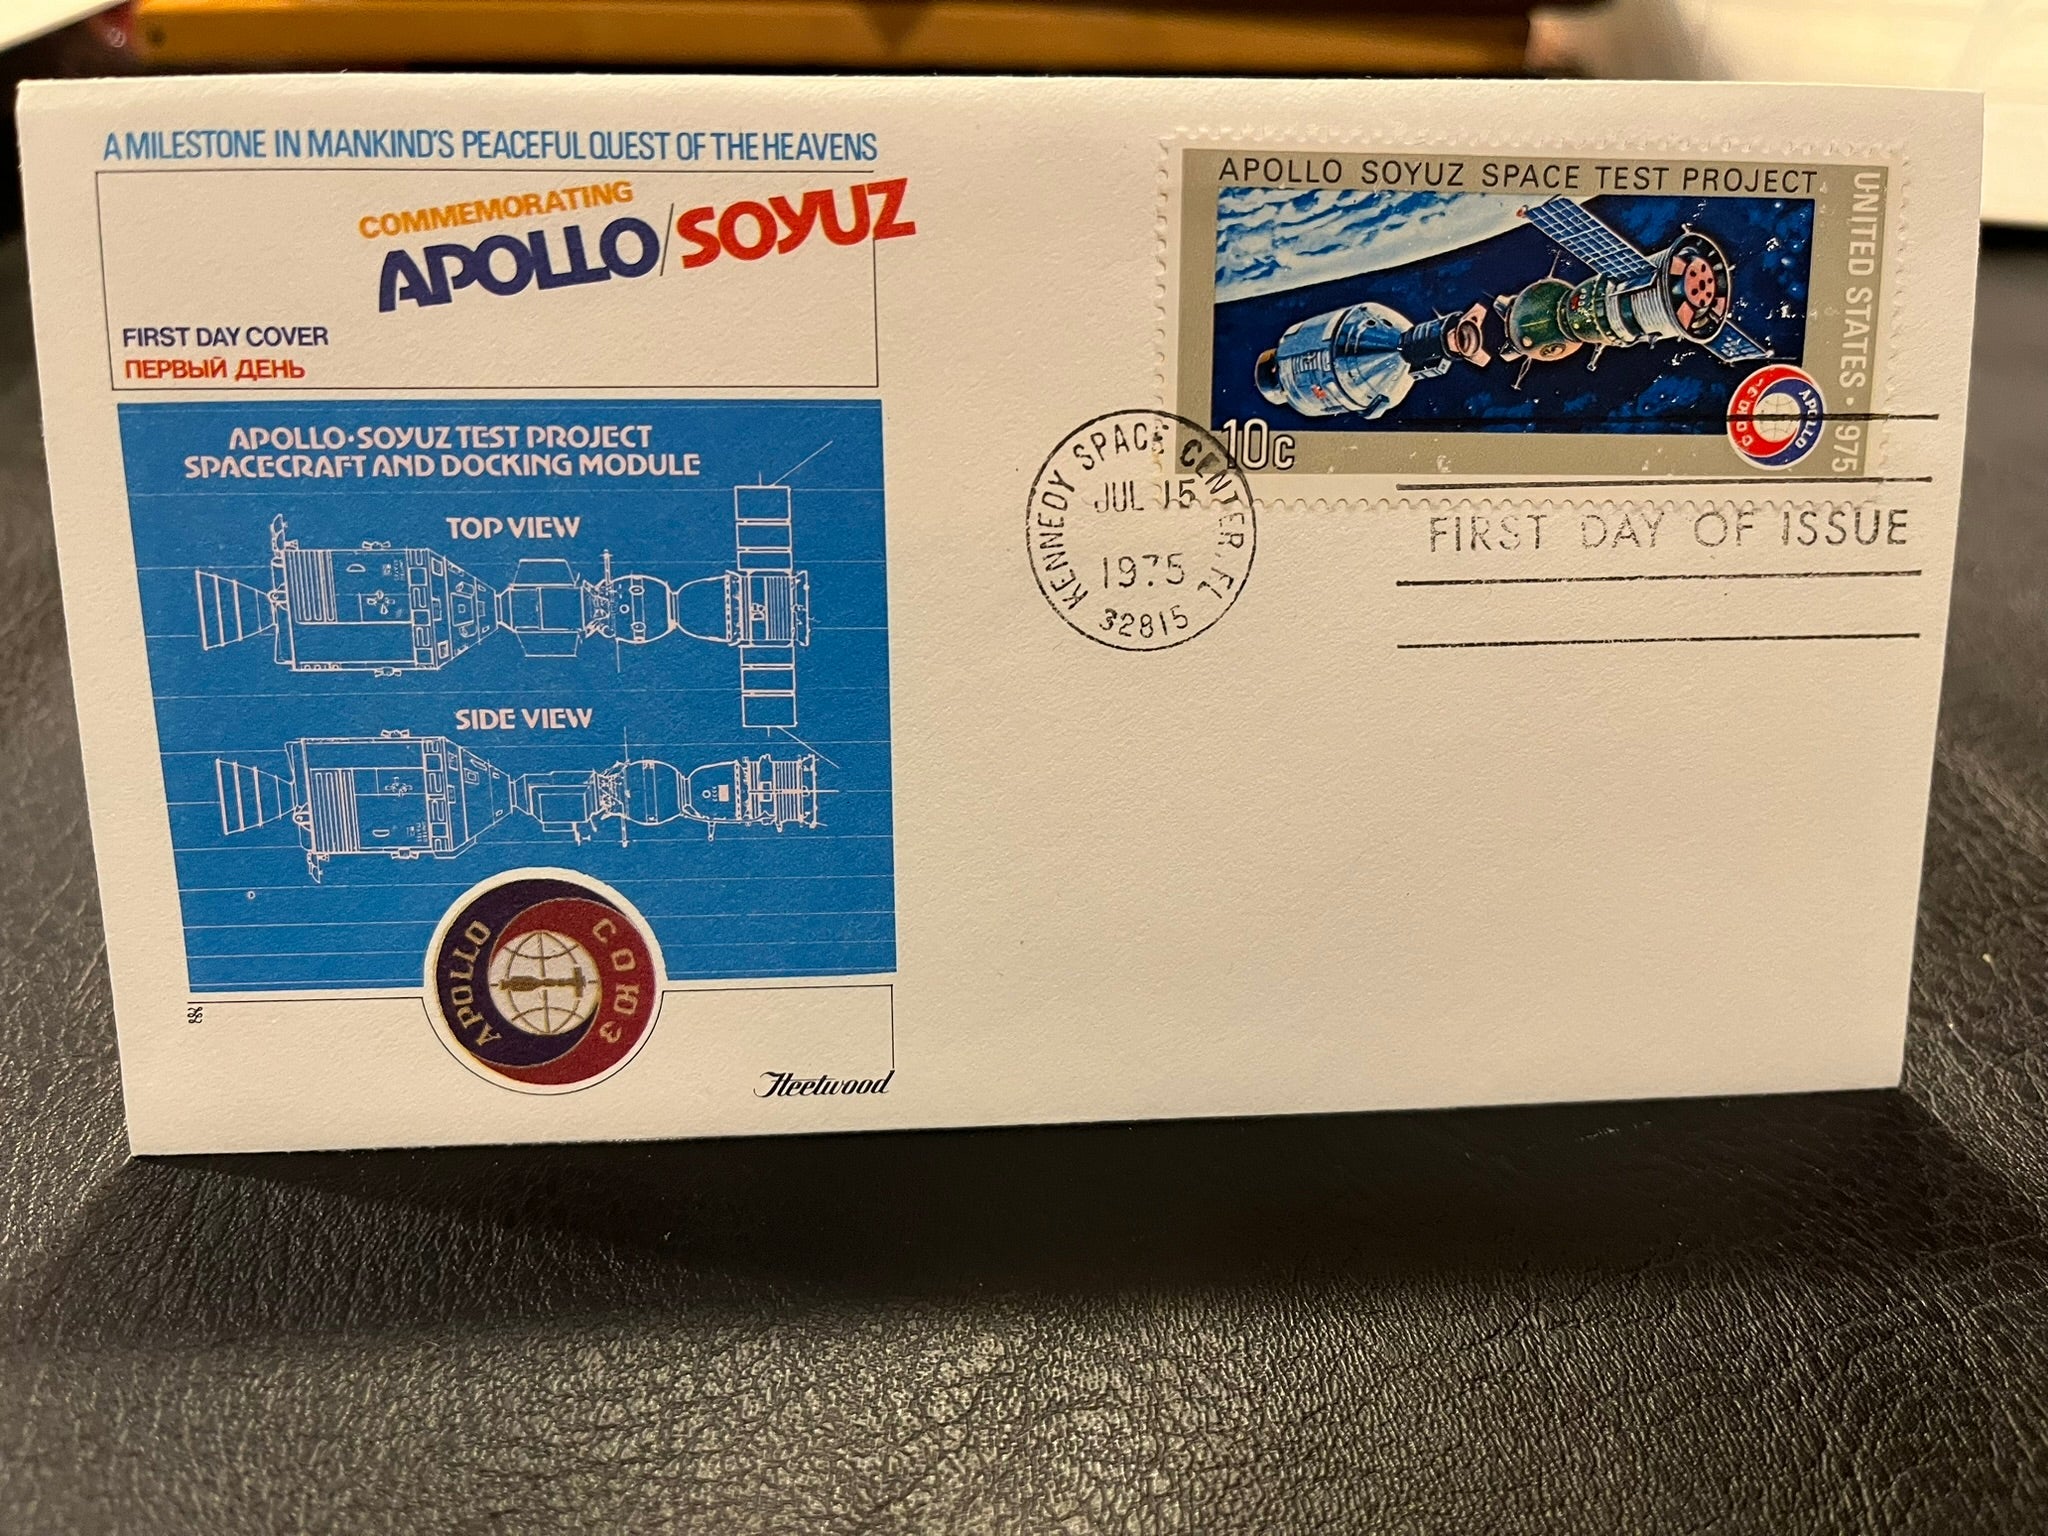 A MILESTONE IN MANKIND'S PEACEFUL QUEST OF THE HEAVENS
COMMEMORATING
APOLLO/SOYUZ
FIRST DAY COVER
ПЕРВЫЙ ДЕНЬ
APOLLO·SOYUZ TEST PROJECT
SPACECRAFT AND DOCKING MODULE
TOP VIEW
SIDE VIEW
APOLLO
СОЮЗ
Fleetwood
APOLLO SOYUZ SPACE TEST PROJECT
UNITED STATES · 1975
10c
APOLLO
СОЮЗ
KENNEDY SPACE CENTER, FL
JUL 15
1975
32815
FIRST DAY OF ISSUE